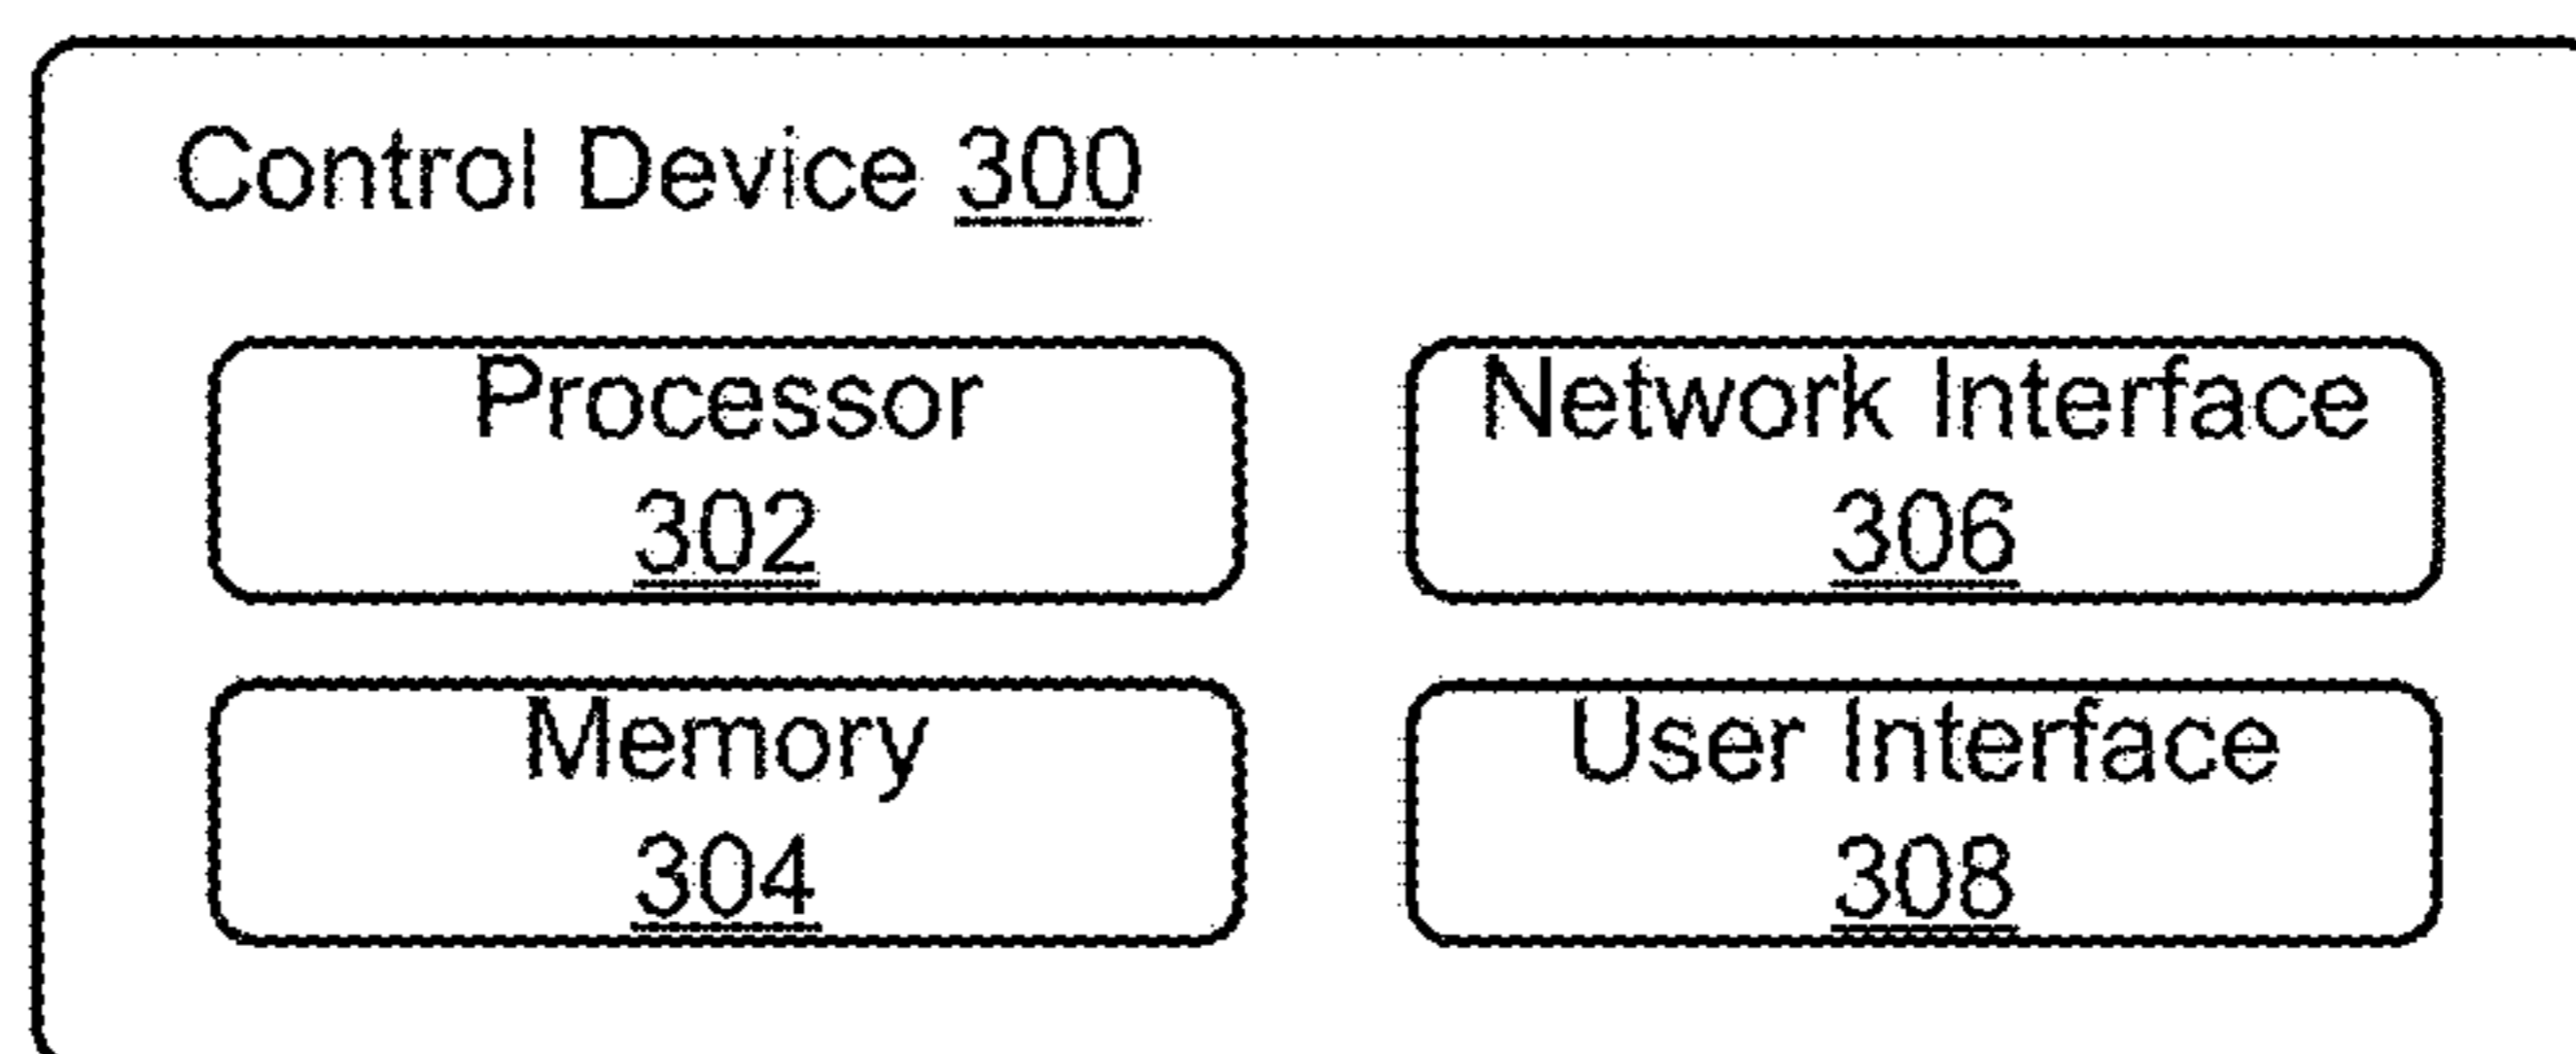 Control Device 300
Processor
302
Network Interface
306
Memory
304
User Interface
308